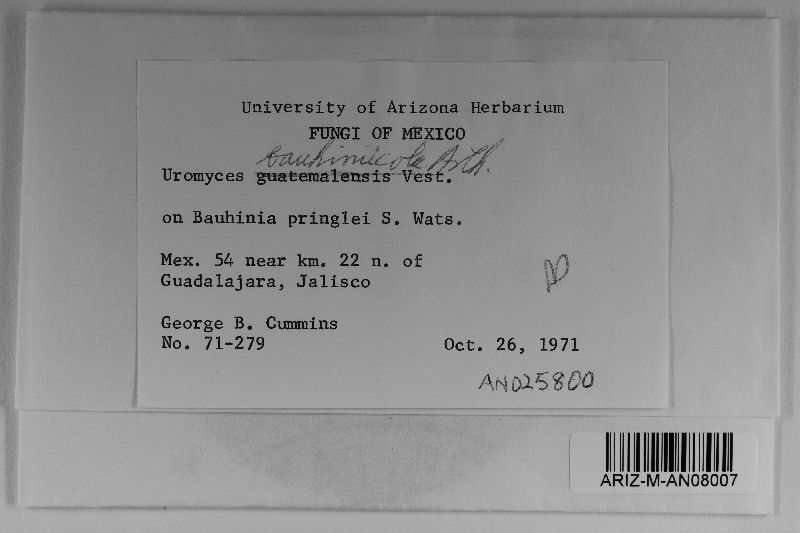 University of Arizona Herbarium
FUNGI OF MEXICO
bauhiniicola Arth.
Uromyces guatemalensis Vest.
on Bauhinia pringlei S. Wats.
Mex. 54 near km. 22 n. of
Guadalajara, Jalisco
George B. Cummins
No. 71-279
Oct. 26, 1971
AN025800
ARIZ-M-AN08007